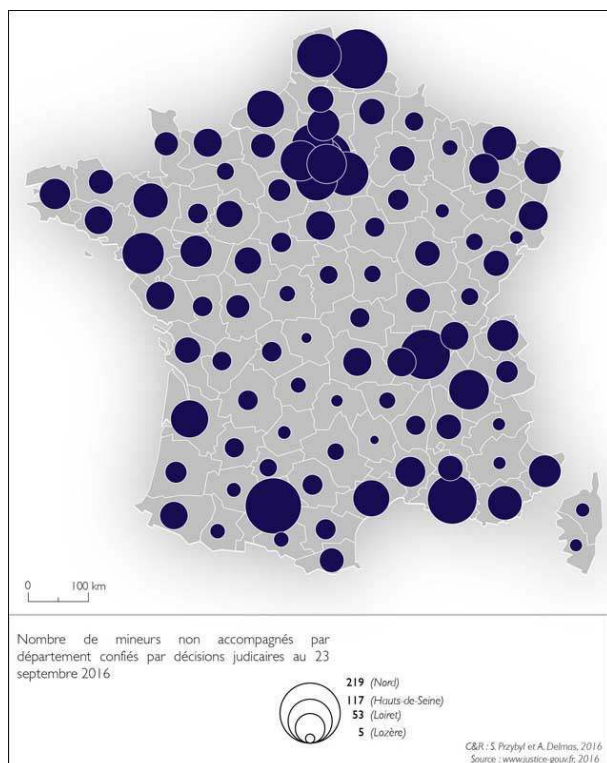 0 100 km
Nombre de mineurs non accompagnés par
département confiés par décisions judicaires au 23
septembre 2016
219 (Nord)
117 (Hauts-de-Seine)
53 (Loiret)
5 (Lozère)
C&R : S. Przybyl et A. Delmas, 2016
Source : www.justice-gouv.fr, 2016